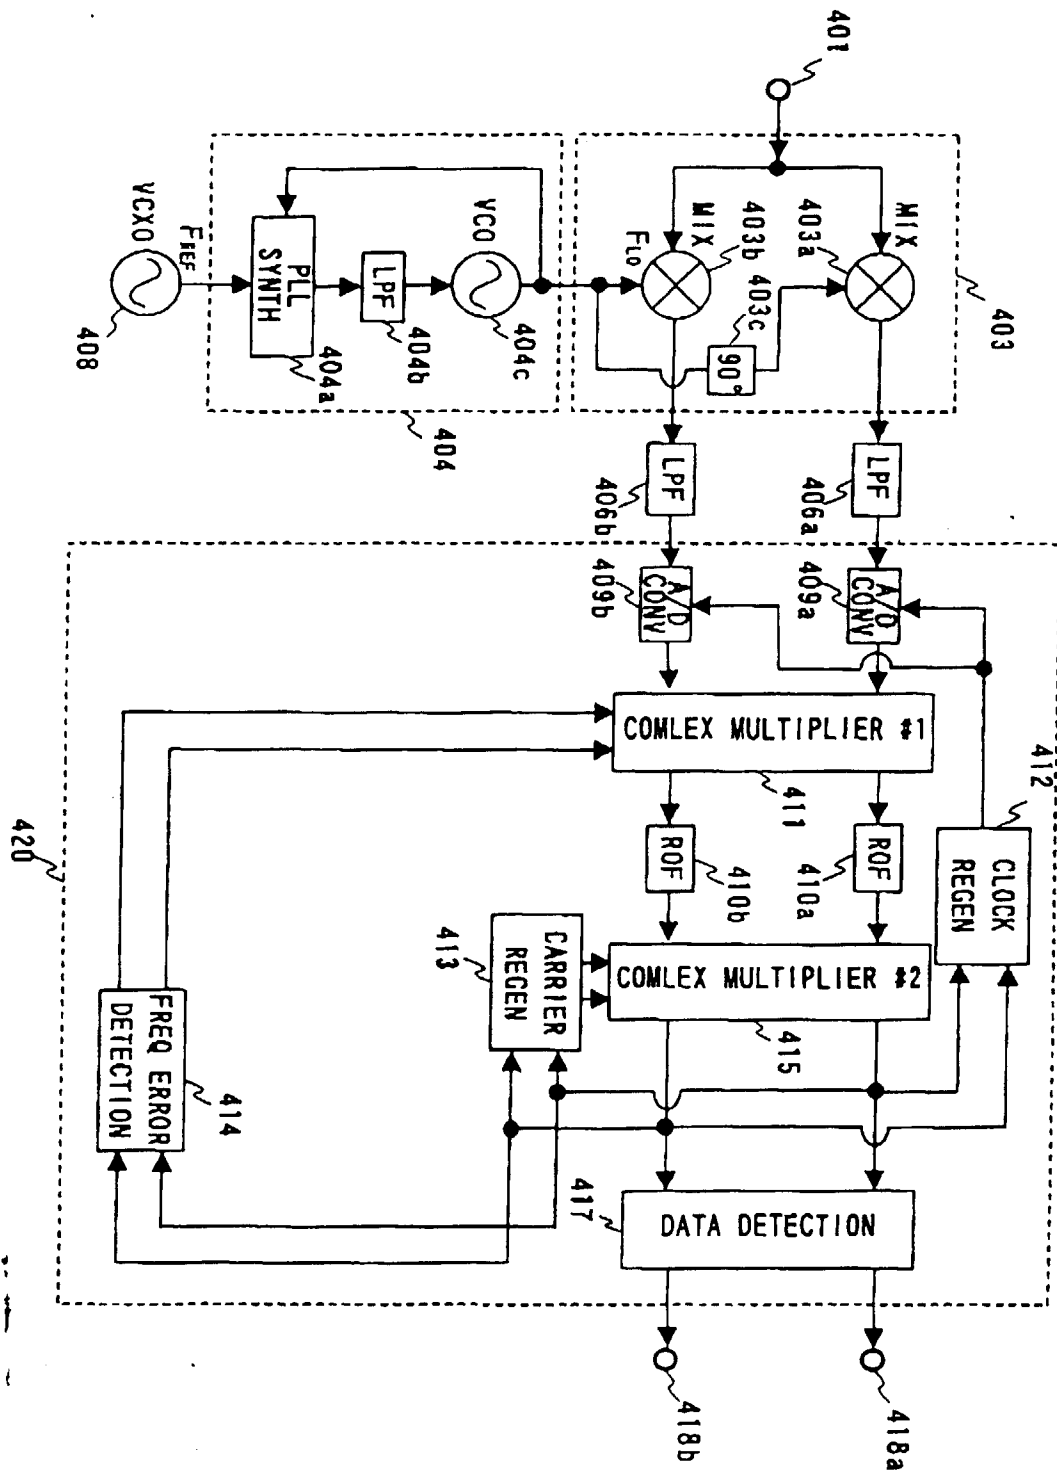 401
403
MIX
403a
MIX
403b
403c
90°
FLO
VCO
404c
LPF
404b
PLL
SYNTH
404a
404
FREF
VCXO
408
LPF
406a
LPF
406b
A/D
CONV
409a
A/D
CONV
409b
COMLEX MULTIPLIER #1
411
412
CLOCK
REGEN
ROF
410a
ROF
410b
COMLEX MULTIPLIER #2
415
CARRIER
REGEN
413
FREQ ERROR
DETECTION
414
420
DATA DETECTION
417
418a
418b